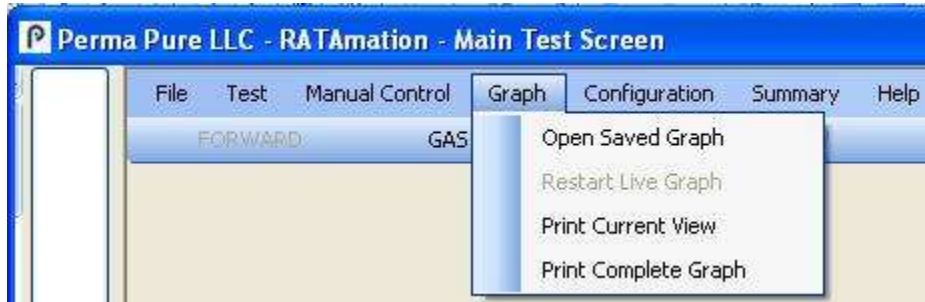 Perma Pure LLC - RATAmation - Main Test Screen
File Test Manual Control Graph Configuration Summary Help
FORWARD GAS
Open Saved Graph
Restart Live Graph
Print Current View
Print Complete Graph